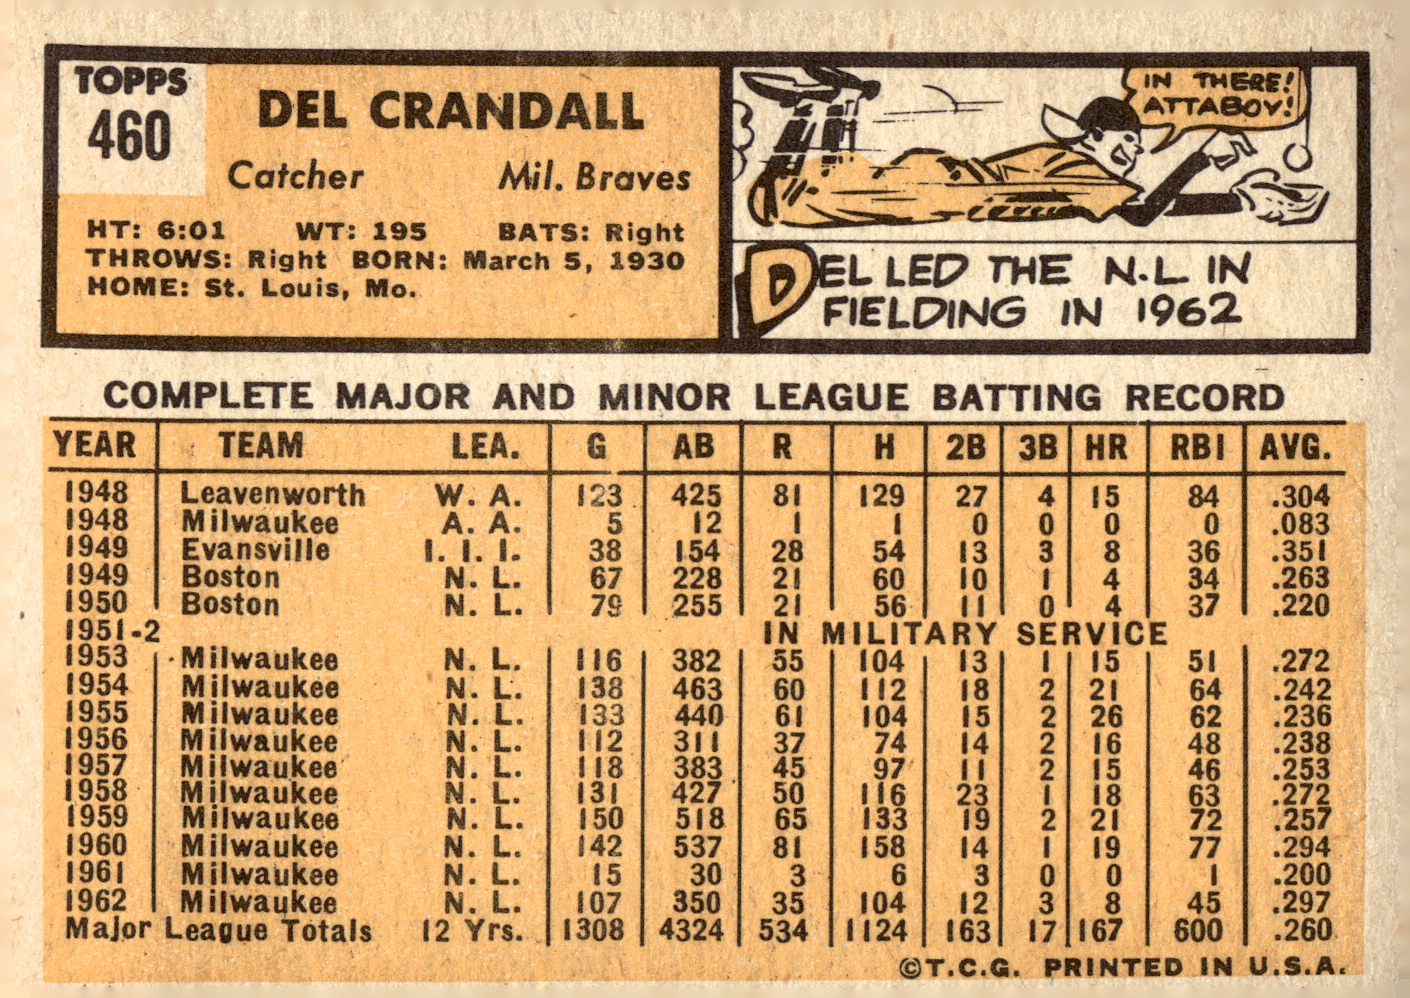 TOPPS
460
DEL CRANDALL
Catcher Mil. Braves
HT: 6:01 WT: 195 BATS: Right
THROWS: Right BORN: March 5, 1930
HOME: St. Louis, Mo.
IN THERE!
ATTABOY!
DEL LED THE N.L IN
FIELDING IN 1962
COMPLETE MAJOR AND MINOR LEAGUE BATTING RECORD
YEAR TEAM LEA. G AB R H 2B 3B HR RBI AVG.
1948 Leavenworth W. A. 123 425 81 129 27 4 15 84 .304
1948 Milwaukee A. A. 5 12 1 1 0 0 0 0 .083
1949 Evansville I. I. I. 38 154 28 54 13 3 8 36 .351
1949 Boston N. L. 67 228 21 60 10 1 4 34 .263
1950 Boston N. L. 79 255 21 56 11 0 4 37 .220
1951-2 IN MILITARY SERVICE
1953 Milwaukee N. L. 116 382 55 104 13 1 15 51 .272
1954 Milwaukee N. L. 138 463 60 112 18 2 21 64 .242
1955 Milwaukee N. L. 133 440 61 104 15 2 26 62 .236
1956 Milwaukee N. L. 112 311 37 74 14 2 16 48 .238
1957 Milwaukee N. L. 118 383 45 97 11 2 15 46 .253
1958 Milwaukee N. L. 131 427 50 116 23 1 18 63 .272
1959 Milwaukee N. L. 150 518 65 133 19 2 21 72 .257
1960 Milwaukee N. L. 142 537 81 158 14 1 19 77 .294
1961 Milwaukee N. L. 15 30 3 6 3 0 0 1 .200
1962 Milwaukee N. L. 107 350 35 104 12 3 8 45 .297
Major League Totals 12 Yrs. 1308 4324 534 1124 163 17 167 600 .260
©T.C.G. PRINTED IN U.S.A.